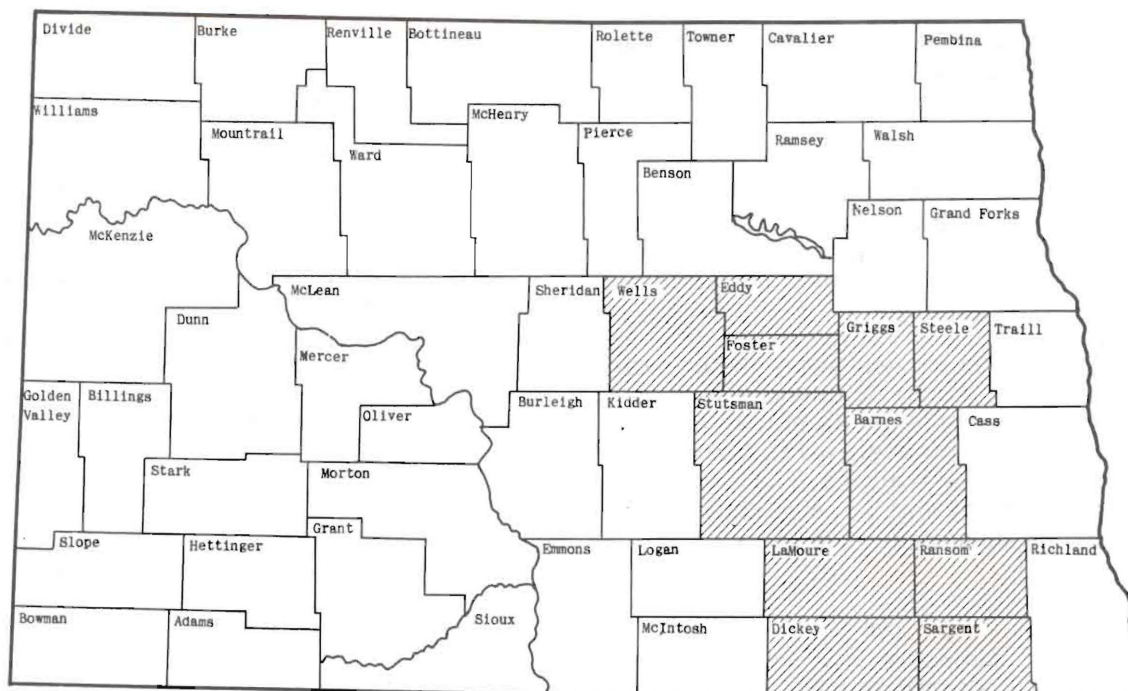 Divide
Burke
Renville
Bottineau
Rolette
Towner
Cavalier
Pembina
Williams
Mountrail
Ward
McHenry
Pierce
Benson
Ramsey
Walsh
Nelson
Grand Forks
McKenzie
McLean
Sheridan
Wells
Eddy
Dunn
Mercer
Foster
Griggs
Steele
Traill
Golden
Valley
Billings
Oliver
Burleigh
Kidder
Stutsman
Barnes
Cass
Stark
Morton
Grant
Slope
Hettinger
Emmons
Logan
LaMoure
Ransom
Richland
Bowman
Adams
Sioux
McIntosh
Dickey
Sargent